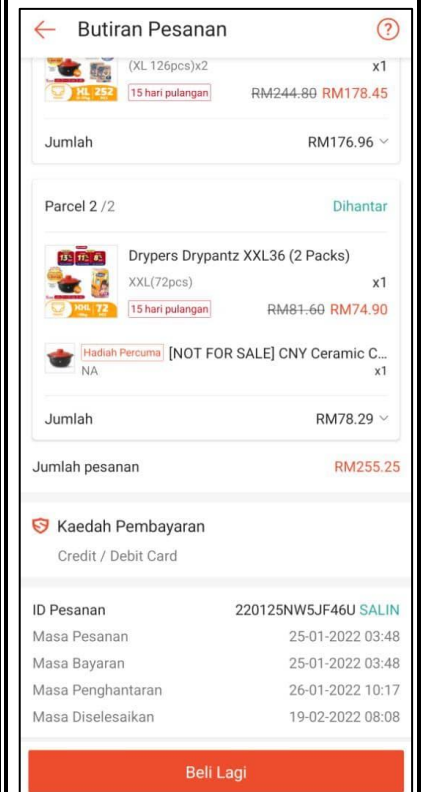 Butiran Pesanan
?
(XL 126pcs)x2
x1
XL 252
15 hari pulangan
RM244.80 RM178.45
Jumlah
RM176.96
Parcel 2 /2
Dihantar
Drypers Drypantz XXL36 (2 Packs)
XXL(72pcs)
x1
XXL 72
15 hari pulangan
RM81.60 RM74.90
Hadiah Percuma [NOT FOR SALE] CNY Ceramic C...
NA
x1
Jumlah
RM78.29
Jumlah pesanan
RM255.25
Kaedah Pembayaran
Credit / Debit Card
ID Pesanan
220125NW5JF46U SALIN
Masa Pesanan
25-01-2022 03:48
Masa Bayaran
25-01-2022 03:48
Masa Penghantaran
26-01-2022 10:17
Masa Diselesaikan
19-02-2022 08:08
Beli Lagi